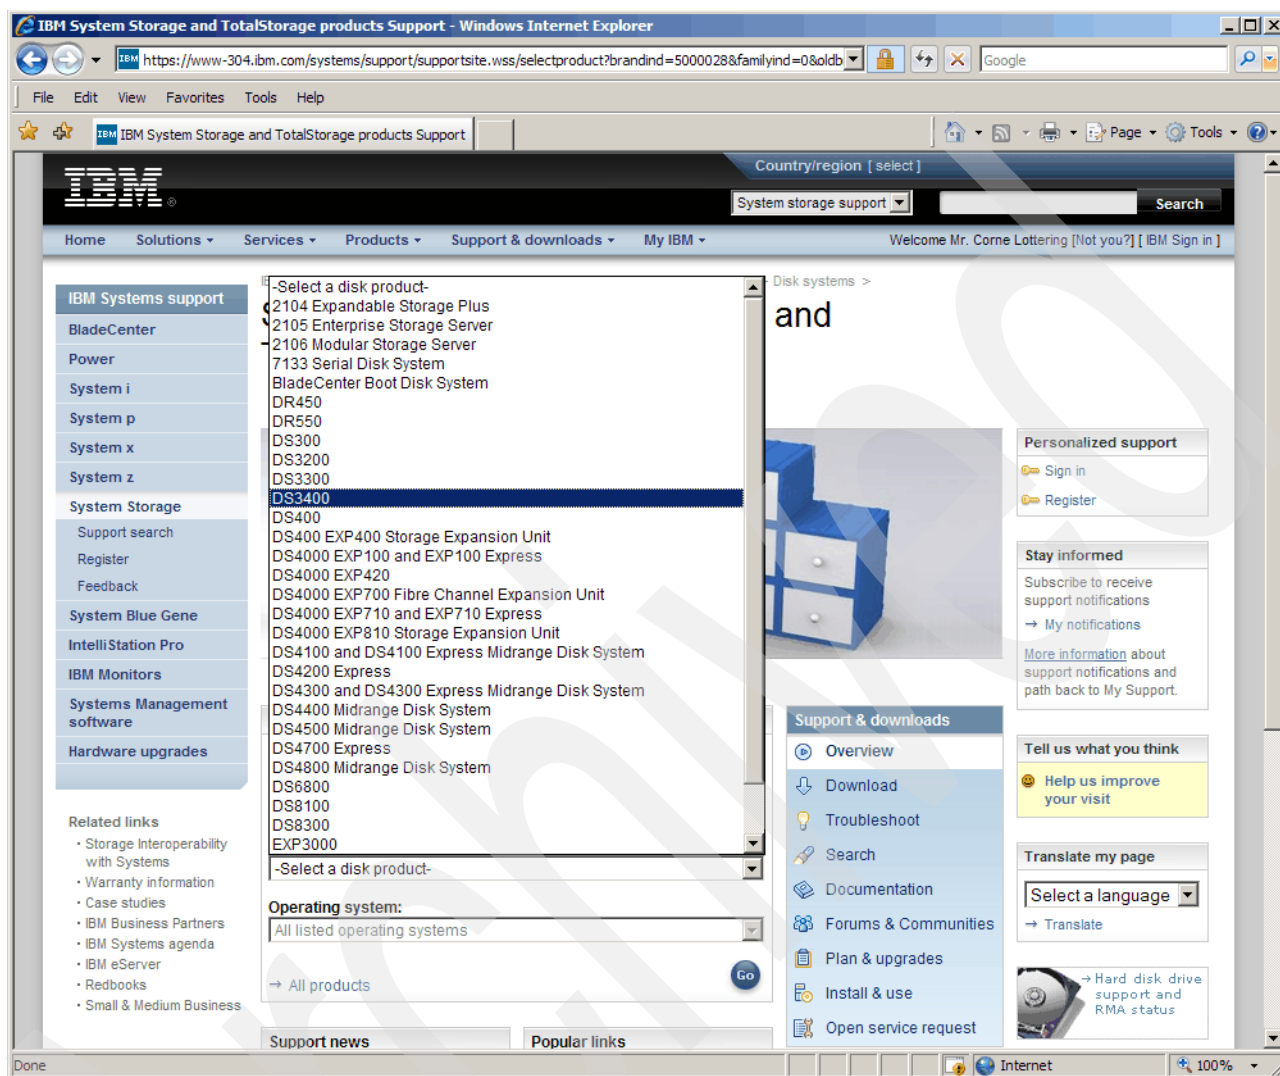 IBM System Storage and TotalStorage products Support - Windows Internet Explorer
https://www-304.ibm.com/systems/support/supportsite.wss/selectproduct?brandind=5000028&familyind=0&oldb
Google
File Edit View Favorites Tools Help
IBM System Storage and TotalStorage products Support
Page Tools
Country/region [ select ]
IBM®
System storage support
Search
Home Solutions Services Products Support & downloads My IBM
Welcome Mr. Corne Lottering [Not you?] [ IBM Sign in ]
Disk systems >
and
IBM Systems support
BladeCenter
Power
System i
System p
System x
System z
System Storage
Support search
Register
Feedback
System Blue Gene
IntelliStation Pro
IBM Monitors
Systems Management
software
Hardware upgrades
Related links
· Storage Interoperability
with Systems
· Warranty information
· Case studies
· IBM Business Partners
· IBM Systems agenda
· IBM eServer
· Redbooks
· Small & Medium Business
-Select a disk product-
2104 Expandable Storage Plus
2105 Enterprise Storage Server
2106 Modular Storage Server
7133 Serial Disk System
BladeCenter Boot Disk System
DR450
DR550
DS300
DS3200
DS3300
DS3400
DS400
DS400 EXP400 Storage Expansion Unit
DS4000 EXP100 and EXP100 Express
DS4000 EXP420
DS4000 EXP700 Fibre Channel Expansion Unit
DS4000 EXP710 and EXP710 Express
DS4000 EXP810 Storage Expansion Unit
DS4100 and DS4100 Express Midrange Disk System
DS4200 Express
DS4300 and DS4300 Express Midrange Disk System
DS4400 Midrange Disk System
DS4500 Midrange Disk System
DS4700 Express
DS4800 Midrange Disk System
DS6800
DS8100
DS8300
EXP3000
-Select a disk product-
Operating system:
All listed operating systems
Go
→ All products
Support news
Popular links
Support & downloads
Overview
Download
Troubleshoot
Search
Documentation
Forums & Communities
Plan & upgrades
Install & use
Open service request
Personalized support
Sign in
Register
Stay informed
Subscribe to receive
support notifications
→ My notifications
More information about
support notifications and
path back to My Support.
Tell us what you think
Help us improve
your visit
Translate my page
Select a language
→ Translate
→ Hard disk drive
support and
RMA status
Done
Internet
100%